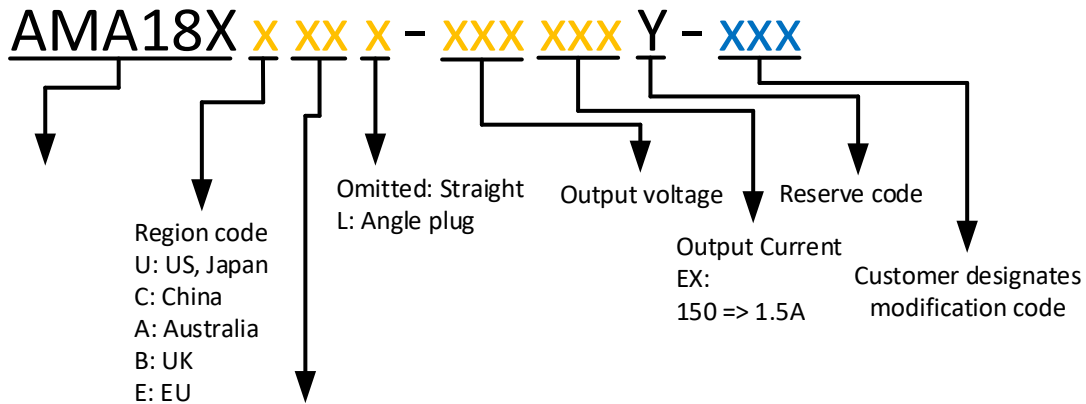 AMA18X x xx x - xxx xxx Y - xxx
Omitted: Straight
L: Angle plug
Output voltage
Reserve code
Region code
U: US, Japan
C: China
A: Australia
B: UK
E: EU
Output Current
EX:
150 => 1.5A
Customer designates
modification code